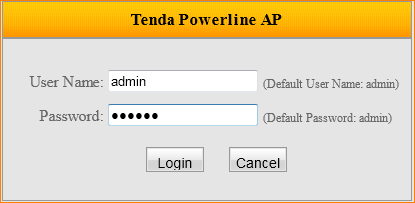 Tenda Powerline AP
User Name: admin (Default User Name: admin)
Password: ●●●●●● (Default Password: admin)
Login Cancel